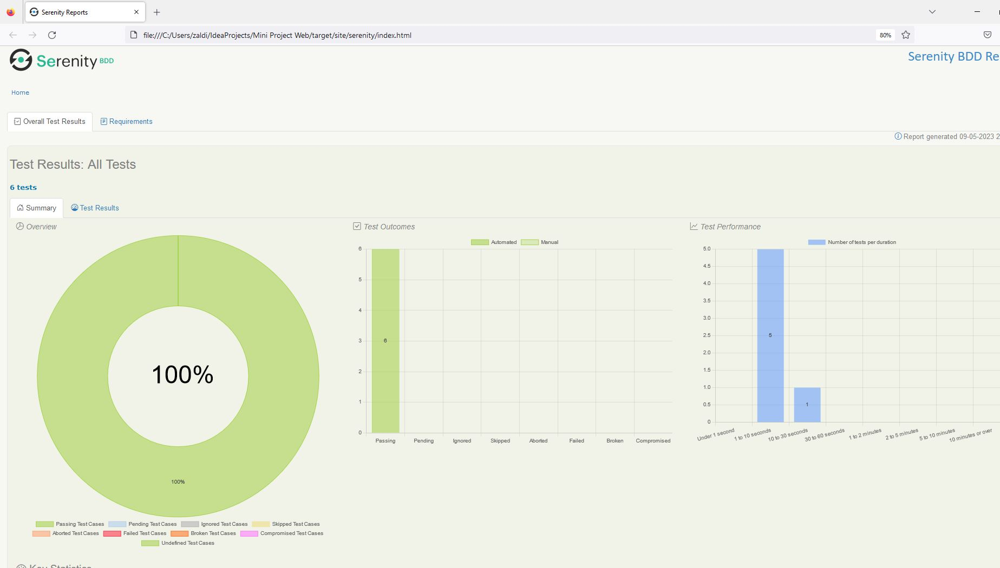 Serenity Reports
file:///C:/Users/zaldi/IdeaProjects/Mini Project Web/target/site/serenity/index.html
80%
Serenity BDD
Serenity BDD Re
Home
Overall Test Results
Requirements
Report generated 09-05-2023 2
Test Results: All Tests
6 tests
Summary
Test Results
Overview
100%
100%
Passing Test Cases Pending Test Cases Ignored Test Cases Skipped Test Cases
Aborted Test Cases Failed Test Cases Broken Test Cases Compromised Test Cases
Undefined Test Cases
Test Outcomes
Automated Manual
6
5
4
3
2
1
0
6
Passing Pending Ignored Skipped Aborted Failed Broken Compromised
Test Performance
Number of tests per duration
5.0
4.5
4.0
3.5
3.0
2.5
2.0
1.5
1.0
0.5
0
5
1
Under 1 second 1 to 10 seconds 10 to 30 seconds 30 to 60 seconds 1 to 2 minutes 2 to 5 minutes 5 to 10 minutes 10 minutes or over
Key Statistics